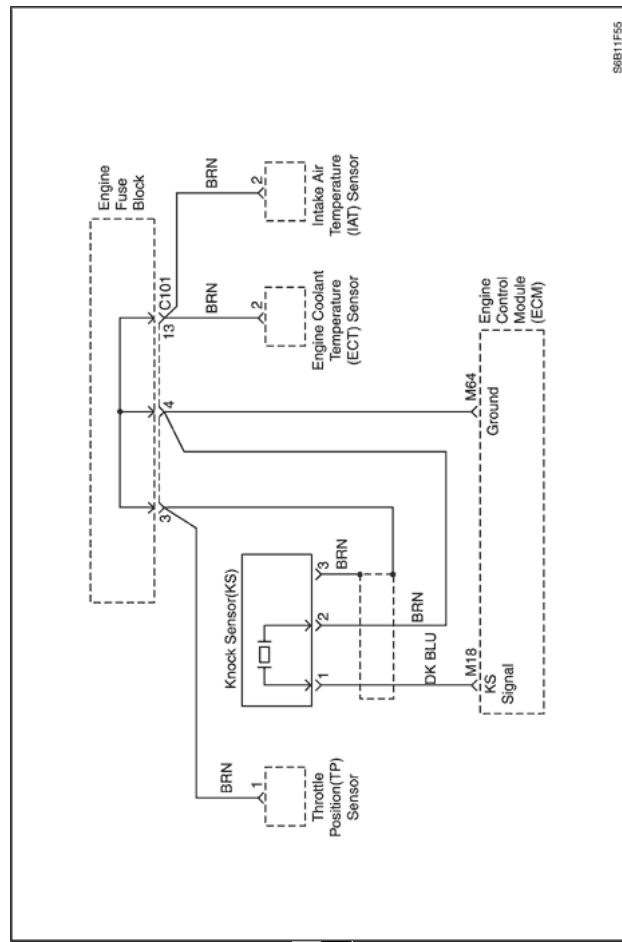 Engine
Fuse
Block
C101
3
4
13
BRN
BRN
BRN
1
2
2
Throttle
Position(TP)
Sensor
Knock Sensor(KS)
1
2
3
BRN
DK BLU
BRN
Engine Coolant
Temperature
(ECT) Sensor
Intake Air
Temperature
(IAT) Sensor
M18
M64
KS
Signal
Ground
Engine
Control
Module
(ECM)
S6B11F55